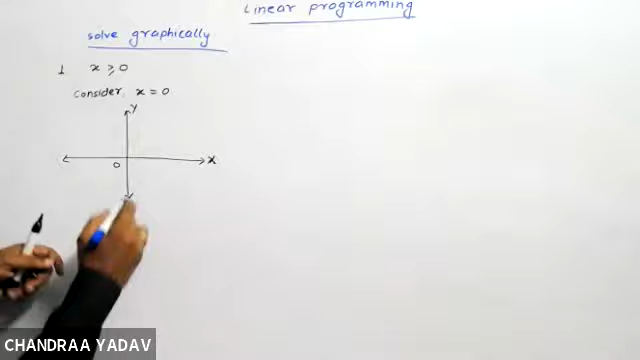 Linear programming
solve graphically
1 x ≥ 0
Consider, x = 0
Y
X
0
CHANDRAA YADAV